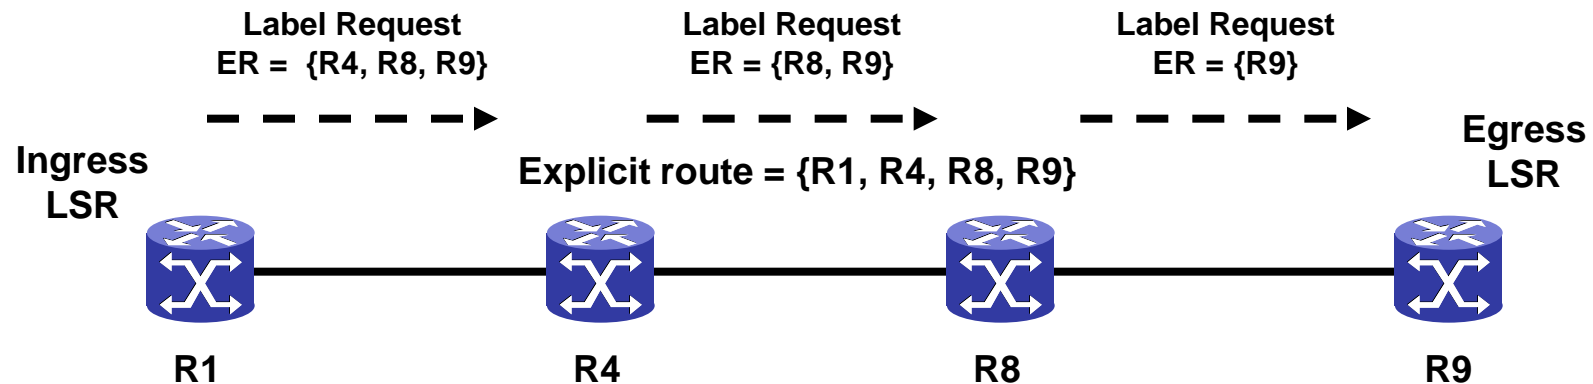 Label Request
ER =  {R4, R8, R9}
Label Request
ER = {R8, R9}
Label Request
ER = {R9}
Ingress
LSR
Explicit route = {R1, R4, R8, R9}
Egress
LSR
R1
R4
R8
R9